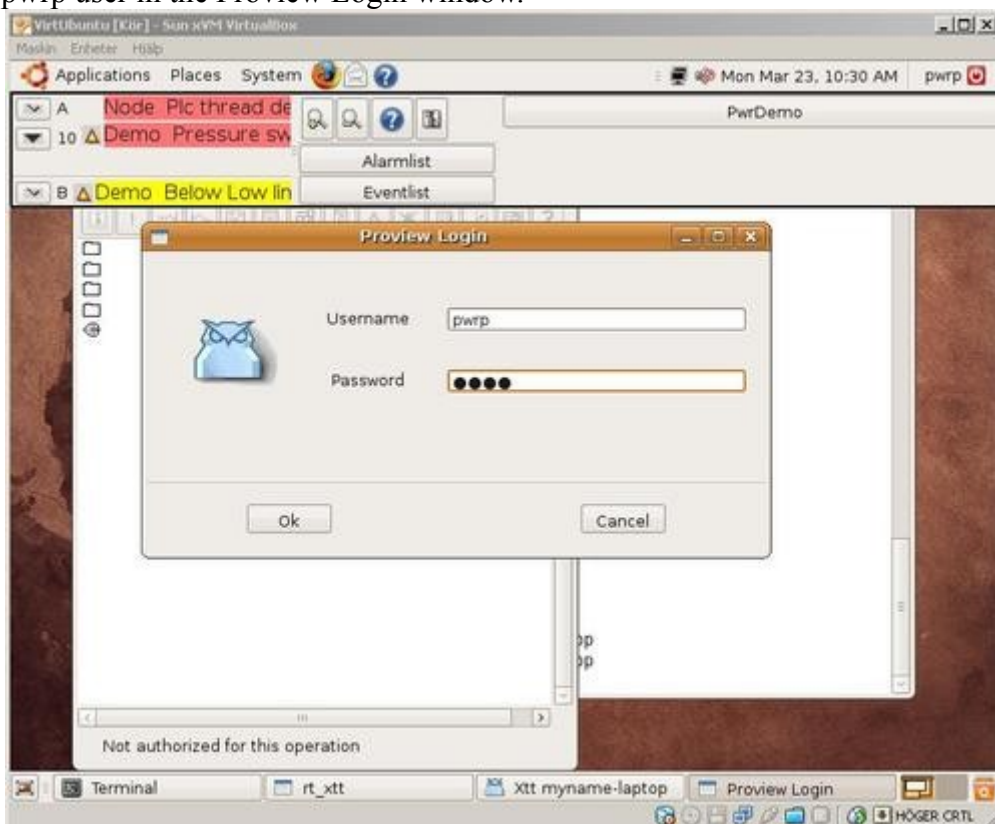 pwrp user in the Proview Login window.
VirtUbuntu [Kör] - Sun xVM VirtualBox
Maskin Enheter Hjälp
Applications Places System
Mon Mar 23, 10:30 AM pwrp
A Node Plc thread de
10 Demo Pressure sw
B Demo Below Low lin
Alarmlist
Eventlist
PwrDemo
Proview Login
Username pwrp
Password ●●●●
Ok Cancel
op
op
Not authorized for this operation
Terminal rt_xtt Xtt myname-laptop Proview Login
HÖGER CRTL